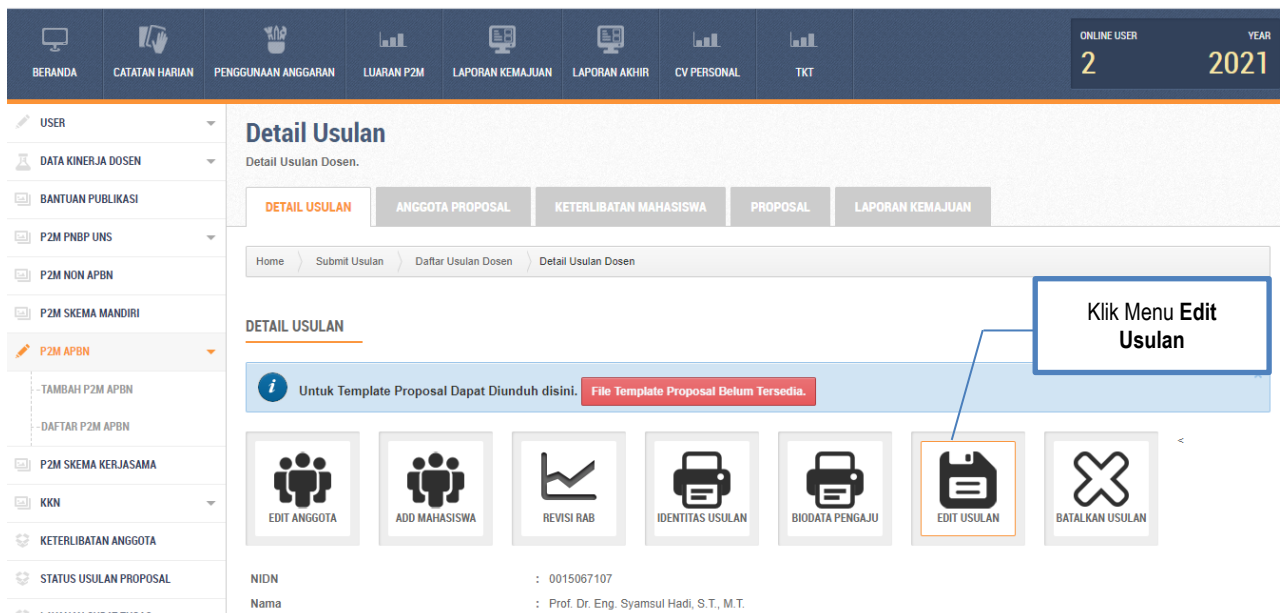 ONLINE USER YEAR
2 2021
BERANDA CATATAN HARIAN PENGGUNAAN ANGGARAN LUARAN P2M LAPORAN KEMAJUAN LAPORAN AKHIR CV PERSONAL TKT
USER
DATA KINERJA DOSEN
BANTUAN PUBLIKASI
P2M PNBP UNS
P2M NON APBN
P2M SKEMA MANDIRI
P2M APBN
TAMBAH P2M APBN
DAFTAR P2M APBN
P2M SKEMA KERJASAMA
KKN
KETERLIBATAN ANGGOTA
STATUS USULAN PROPOSAL
Detail Usulan
Detail Usulan Dosen.
DETAIL USULAN ANGGOTA PROPOSAL KETERLIBATAN MAHASISWA PROPOSAL LAPORAN KEMAJUAN
Home Submit Usulan Daftar Usulan Dosen Detail Usulan Dosen
Klik Menu Edit
Usulan
DETAIL USULAN
Untuk Template Proposal Dapat Diunduh disini. File Template Proposal Belum Tersedia.
<
EDIT ANGGOTA ADD MAHASISWA REVISI RAB IDENTITAS USULAN BIODATA PENGAJU EDIT USULAN BATALKAN USULAN
NIDN : 0015067107
Nama : Prof. Dr. Eng. Syamsul Hadi, S.T., M.T.